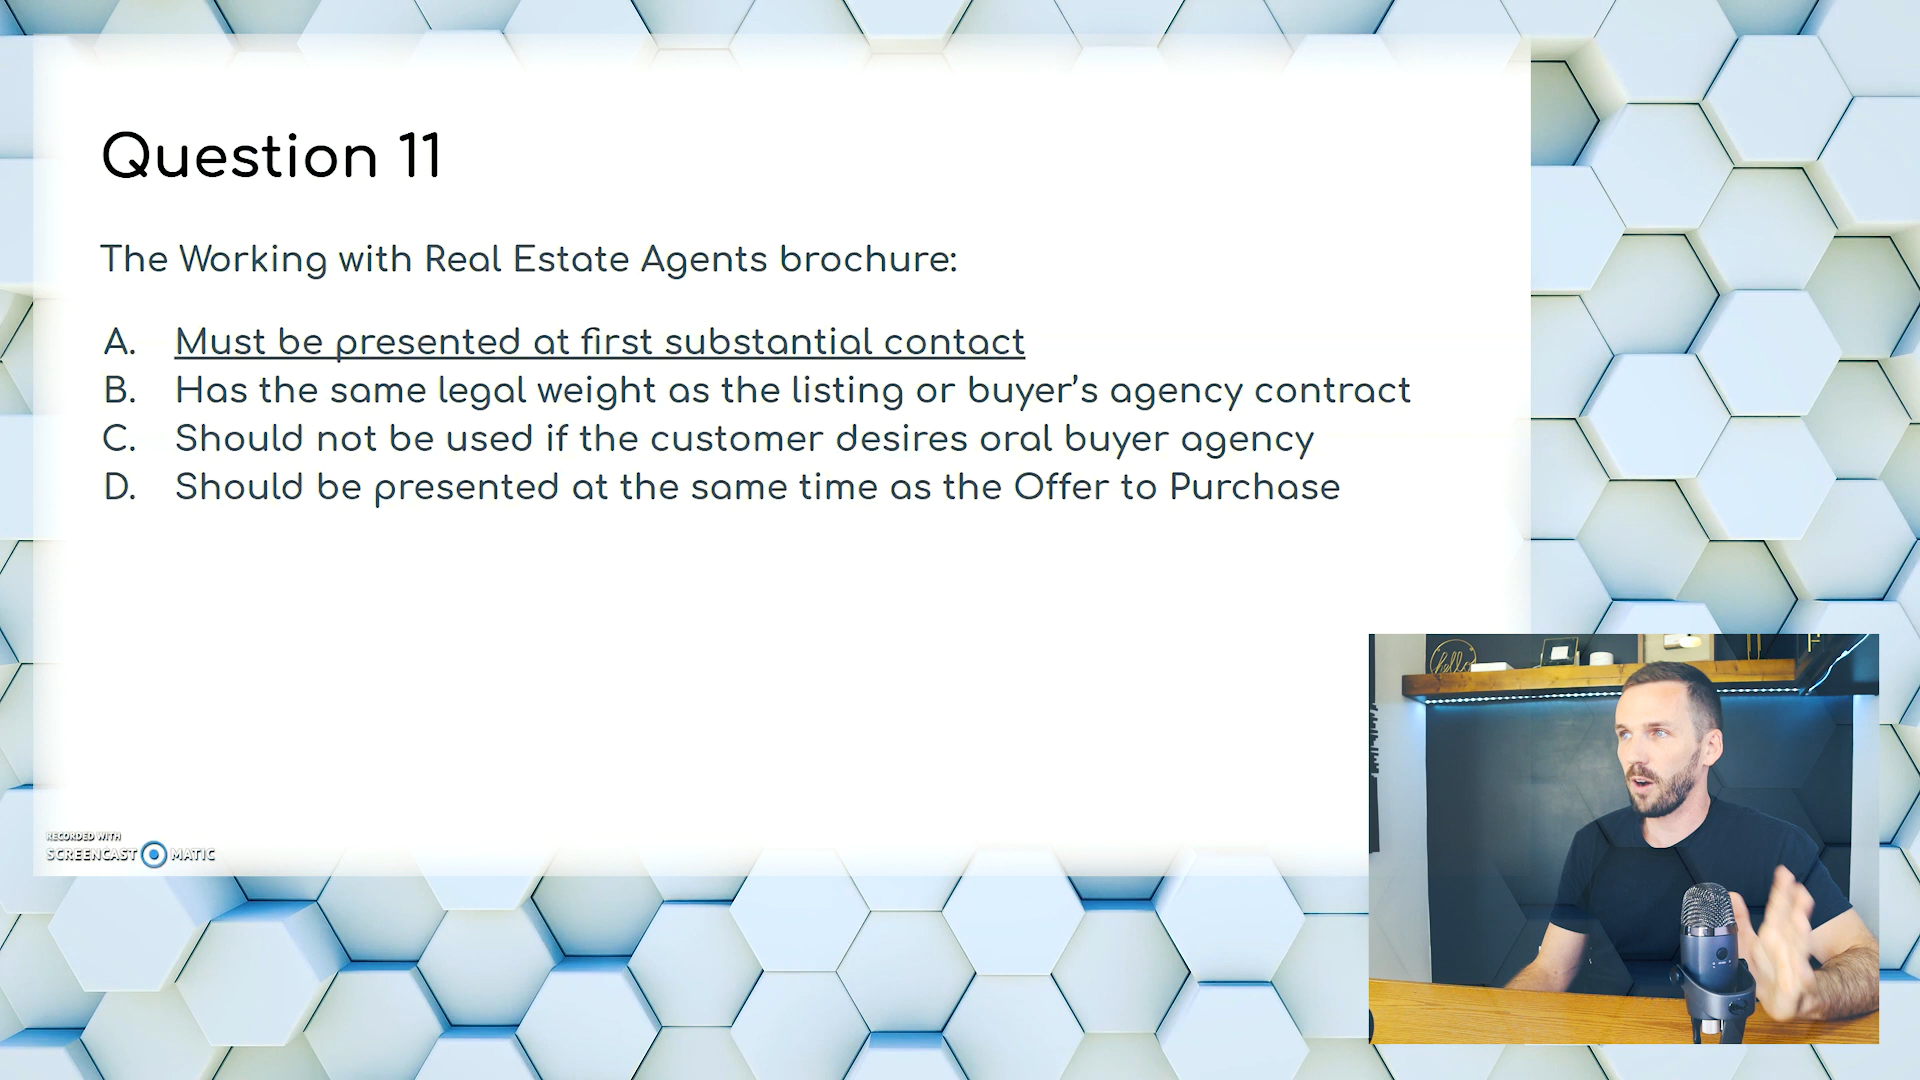 Question 11
The Working with Real Estate Agents brochure:
A. Must be presented at first substantial contact
B. Has the same legal weight as the listing or buyer’s agency contract
C. Should not be used if the customer desires oral buyer agency
D. Should be presented at the same time as the Offer to Purchase
hello
RECORDED WITH
SCREENCAST MATIC